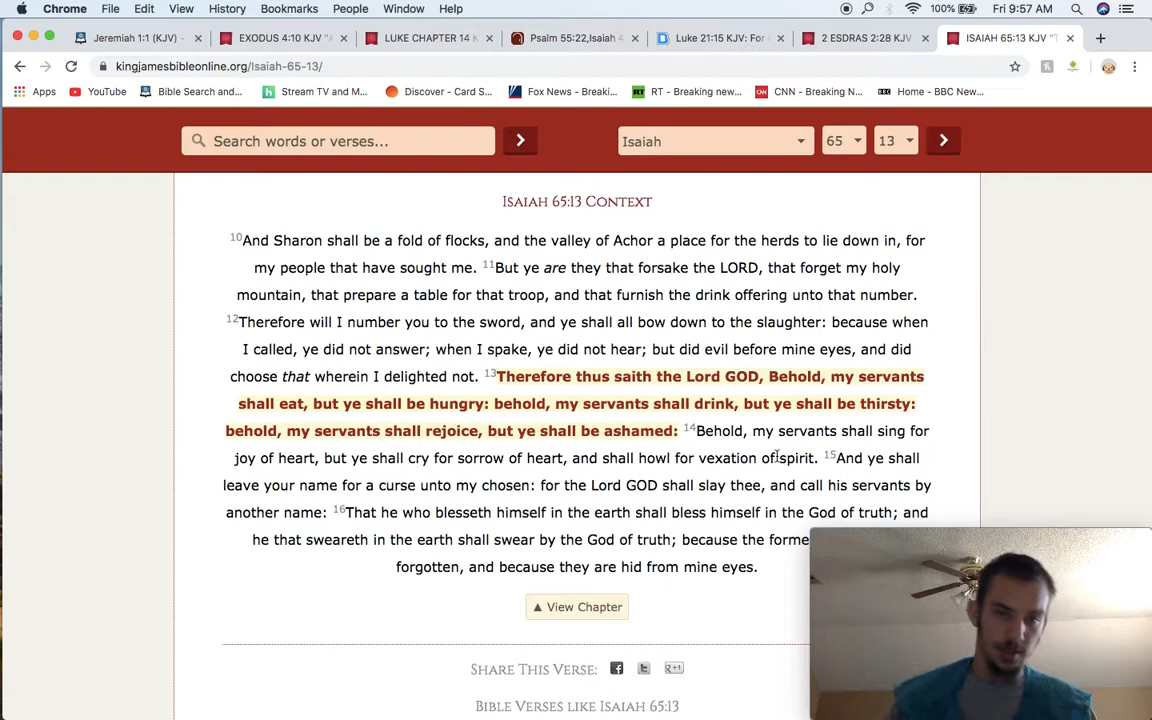 Chrome File Edit View History Bookmarks People Window Help 100% Fri 9:57 AM
Jeremiah 1:1 (KJV) - × EXODUS 4:10 KJV "A × LUKE CHAPTER 14 K × Psalm 55:22,Isaiah 4 × Luke 21:15 KJV: For I × 2 ESDRAS 2:28 KJV × ISAIAH 65:13 KJV "T ×
kingjamesbibleonline.org/Isaiah-65-13/
Apps YouTube Bible Search and... Stream TV and M... Discover - Card S... Fox News - Breaki... RT - Breaking new... CNN - Breaking N... Home - BBC New...
Search words or verses... Isaiah 65 13
ISAIAH 65:13 CONTEXT
10And Sharon shall be a fold of flocks, and the valley of Achor a place for the herds to lie down in, for
my people that have sought me. 11But ye are they that forsake the LORD, that forget my holy
mountain, that prepare a table for that troop, and that furnish the drink offering unto that number.
12Therefore will I number you to the sword, and ye shall all bow down to the slaughter: because when
I called, ye did not answer; when I spake, ye did not hear; but did evil before mine eyes, and did
choose that wherein I delighted not. 13Therefore thus saith the Lord GOD, Behold, my servants
shall eat, but ye shall be hungry: behold, my servants shall drink, but ye shall be thirsty:
behold, my servants shall rejoice, but ye shall be ashamed: 14Behold, my servants shall sing for
joy of heart, but ye shall cry for sorrow of heart, and shall howl for vexation of spirit. 15And ye shall
leave your name for a curse unto my chosen: for the Lord GOD shall slay thee, and call his servants by
another name: 16That he who blesseth himself in the earth shall bless himself in the God of truth; and
he that sweareth in the earth shall swear by the God of truth; because the forme
forgotten, and because they are hid from mine eyes.
▲ View Chapter
SHARE THIS VERSE: g+1
BIBLE VERSES LIKE ISAIAH 65:13